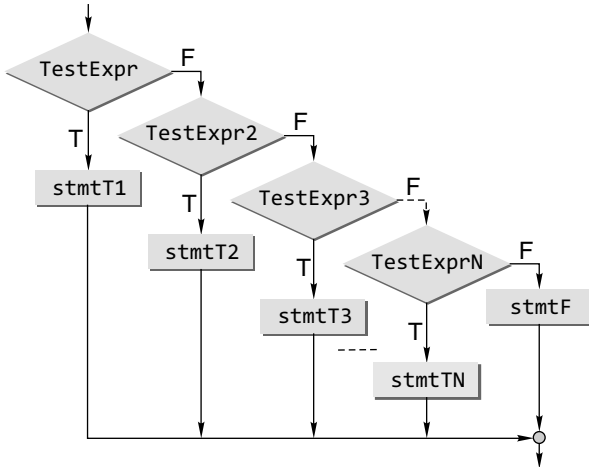 TestExpr
F
T
TestExpr2
F
stmtT1
T
TestExpr3
F
stmtT2
T
TestExprN
F
stmtT3
T
stmtF
stmtTN